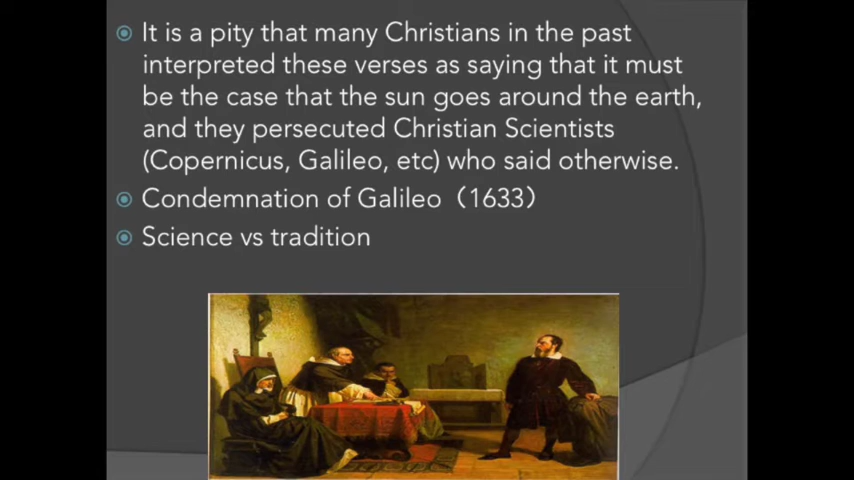 It is a pity that many Christians in the past
interpreted these verses as saying that it must
be the case that the sun goes around the earth,
and they persecuted Christian Scientists
(Copernicus, Galileo, etc) who said otherwise.
Condemnation of Galileo（1633）
Science vs tradition